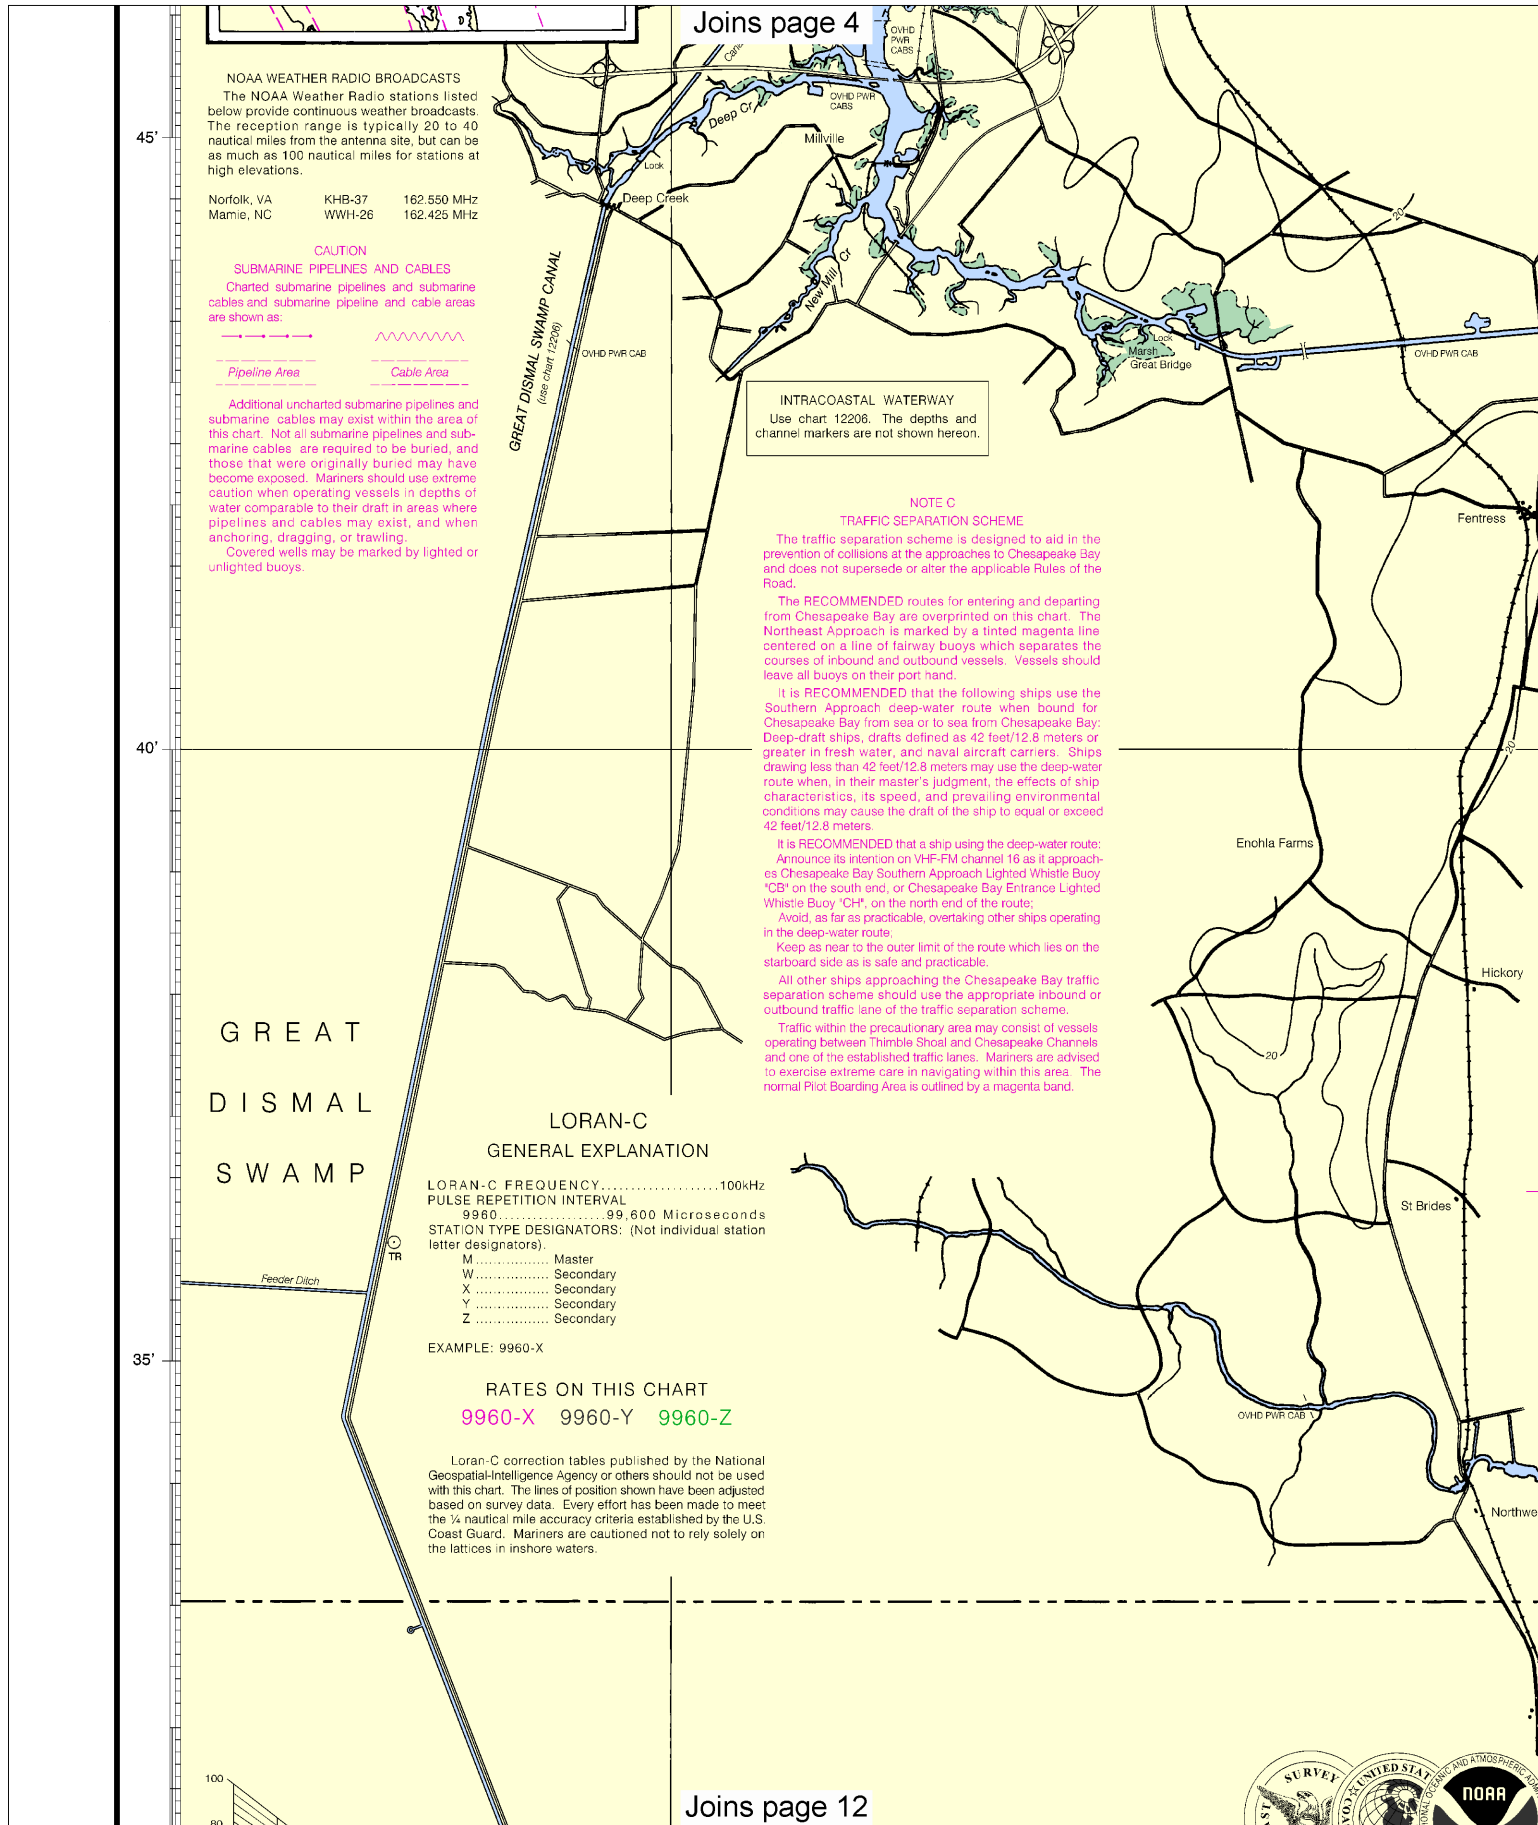 Joins page 4
OVHD
PWR
CABS
OVHD PWR
CABS
Deep Cr
Millville
Lock
Deep Creek
45'
NOAA WEATHER RADIO BROADCASTS
The NOAA Weather Radio stations listed
below provide continuous weather broadcasts.
The reception range is typically 20 to 40
nautical miles from the antenna site, but can be
as much as 100 nautical miles for stations at
high elevations.
Norfolk, VA KHB-37 162.550 MHz
Mamie, NC WWH-26 162.425 MHz
CAUTION
SUBMARINE PIPELINES AND CABLES
Charted submarine pipelines and submarine
cables and submarine pipeline and cable areas
are shown as:
Pipeline Area Cable Area
Additional uncharted submarine pipelines and
submarine cables may exist within the area of
this chart. Not all submarine pipelines and sub-
marine cables are required to be buried, and
those that were originally buried may have
become exposed. Mariners should use extreme
caution when operating vessels in depths of
water comparable to their draft in areas where
pipelines and cables may exist, and when
anchoring, dragging, or trawling.
Covered wells may be marked by lighted or
unlighted buoys.
GREAT DISMAL SWAMP CANAL
(use chart 12206)
OVHD PWR CAB
New Mill Cr
20
Lock
Marsh
Great Bridge
OVHD PWR CAB
INTRACOASTAL WATERWAY
Use chart 12206. The depths and
channel markers are not shown hereon.
Fentress
NOTE C
TRAFFIC SEPARATION SCHEME
The traffic separation scheme is designed to aid in the
prevention of collisions at the approaches to Chesapeake Bay
and does not supersede or alter the applicable Rules of the
Road.
The RECOMMENDED routes for entering and departing
from Chesapeake Bay are overprinted on this chart. The
Northeast Approach is marked by a tinted magenta line
centered on a line of fairway buoys which separates the
courses of inbound and outbound vessels. Vessels should
leave all buoys on their port hand.
It is RECOMMENDED that the following ships use the
Southern Approach deep-water route when bound for
Chesapeake Bay from sea or to sea from Chesapeake Bay:
Deep-draft ships, drafts defined as 42 feet/12.8 meters or
greater in fresh water, and naval aircraft carriers. Ships
drawing less than 42 feet/12.8 meters may use the deep-water
route when, in their master's judgment, the effects of ship
characteristics, its speed, and prevailing environmental
conditions may cause the draft of the ship to equal or exceed
42 feet/12.8 meters.
It is RECOMMENDED that a ship using the deep-water route:
Announce its intention on VHF-FM channel 16 as it approach-
es Chesapeake Bay Southern Approach Lighted Whistle Buoy
"CB" on the south end, or Chesapeake Bay Entrance Lighted
Whistle Buoy "CH", on the north end of the route;
Avoid, as far as practicable, overtaking other ships operating
in the deep-water route;
Keep as near to the outer limit of the route which lies on the
starboard side as is safe and practicable.
All other ships approaching the Chesapeake Bay traffic
separation scheme should use the appropriate inbound or
outbound traffic lane of the traffic separation scheme.
Traffic within the precautionary area may consist of vessels
operating between Thimble Shoal and Chesapeake Channels
and one of the established traffic lanes. Mariners are advised
to exercise extreme care in navigating within this area. The
normal Pilot Boarding Area is outlined by a magenta band.
40'
20
Enohla Farms
Hickory
20
St Brides
GREAT
DISMAL
SWAMP
TR
Feeder Ditch
35'
LORAN-C
GENERAL EXPLANATION
LORAN-C FREQUENCY....................100kHz
PULSE REPETITION INTERVAL
9960..................99,600 Microseconds
STATION TYPE DESIGNATORS: (Not individual station
letter designators).
M ................ Master
W ................ Secondary
X ................ Secondary
Y ................ Secondary
Z ................ Secondary
EXAMPLE: 9960-X
RATES ON THIS CHART
9960-X 9960-Y 9960-Z
Loran-C correction tables published by the National
Geospatial-Intelligence Agency or others should not be used
with this chart. The lines of position shown have been adjusted
based on survey data. Every effort has been made to meet
the ¼ nautical mile accuracy criteria established by the U.S.
Coast Guard. Mariners are cautioned not to rely solely on
the lattices in inshore waters.
OVHD PWR CAB
Northwe
100
80
Joins page 12
SURVEY
UNITED STAT
AND ATMOSPHERIC
NOAA